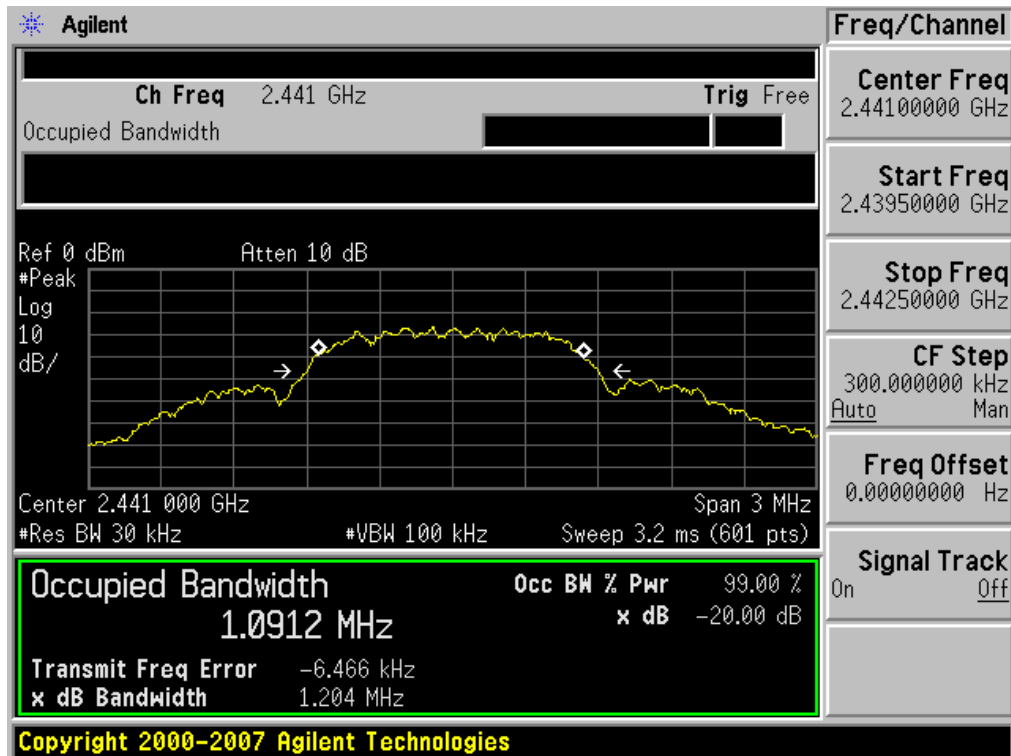 Agilent
Freq/Channel
Ch Freq 2.441 GHz Trig Free
Occupied Bandwidth
Center Freq
2.44100000 GHz
Start Freq
2.43950000 GHz
Stop Freq
2.44250000 GHz
CF Step
300.000000 kHz
Auto Man
Freq Offset
0.00000000 Hz
Signal Track
On Off
Ref 0 dBm Atten 10 dB
#Peak
Log
10
dB/
Center 2.441 000 GHz Span 3 MHz
#Res BW 30 kHz #VBW 100 kHz Sweep 3.2 ms (601 pts)
Occupied Bandwidth
1.0912 MHz
Occ BW % Pwr 99.00 %
x dB -20.00 dB
Transmit Freq Error -6.466 kHz
x dB Bandwidth 1.204 MHz
Copyright 2000-2007 Agilent Technologies